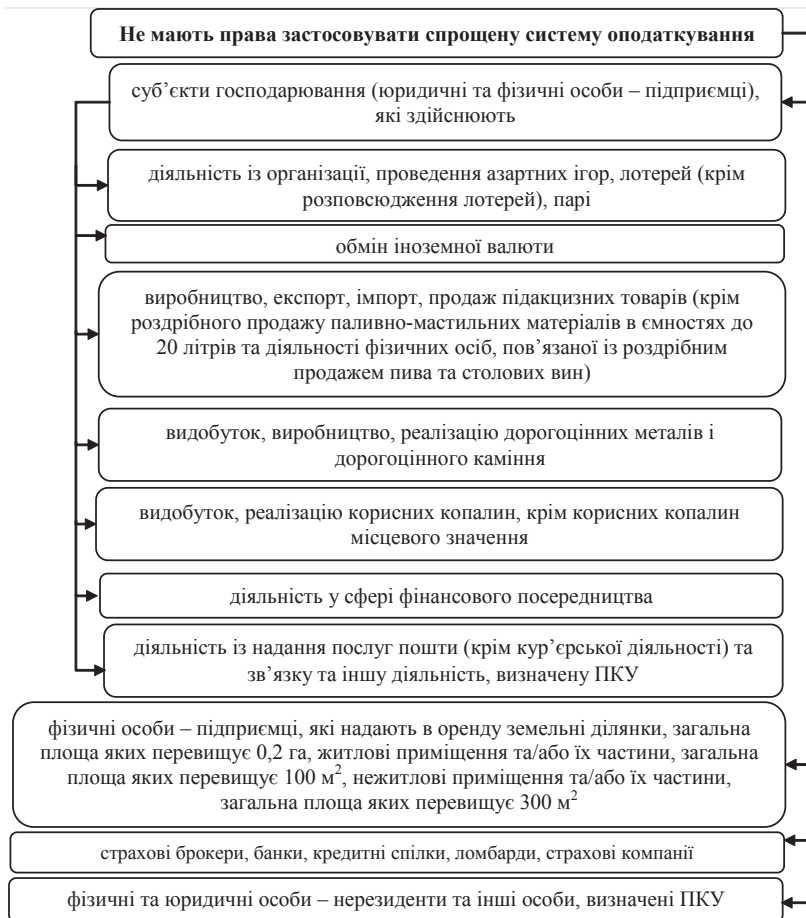 Не мають права застосовувати спрощену систему оподаткування
суб’єкти господарювання (юридичні та фізичні особи – підприємці),
які здійснюють
діяльність із організації, проведення азартних ігор, лотерей (крім
розповсюдження лотерей), парі
обмін іноземної валюти
виробництво, експорт, імпорт, продаж підакцизних товарів (крім
роздрібного продажу паливно-мастильних матеріалів в ємностях до
20 літрів та діяльності фізичних осіб, пов’язаної із роздрібним
продажем пива та столових вин)
видобуток, виробництво, реалізацію дорогоцінних металів і
дорогоцінного каміння
видобуток, реалізацію корисних копалин, крім корисних копалин
місцевого значення
діяльність у сфері фінансового посередництва
діяльність із надання послуг пошти (крім кур’єрської діяльності) та
зв’язку та іншу діяльність, визначену ПКУ
фізичні особи – підприємці, які надають в оренду земельні ділянки, загальна
площа яких перевищує 0,2 га, житлові приміщення та/або їх частини, загальна
площа яких перевищує 100 м², нежитлові приміщення та/або їх частини,
загальна площа яких перевищує 300 м²
страхові брокери, банки, кредитні спілки, ломбарди, страхові компанії
фізичні та юридичні особи – нерезиденти та інші особи, визначені ПКУ